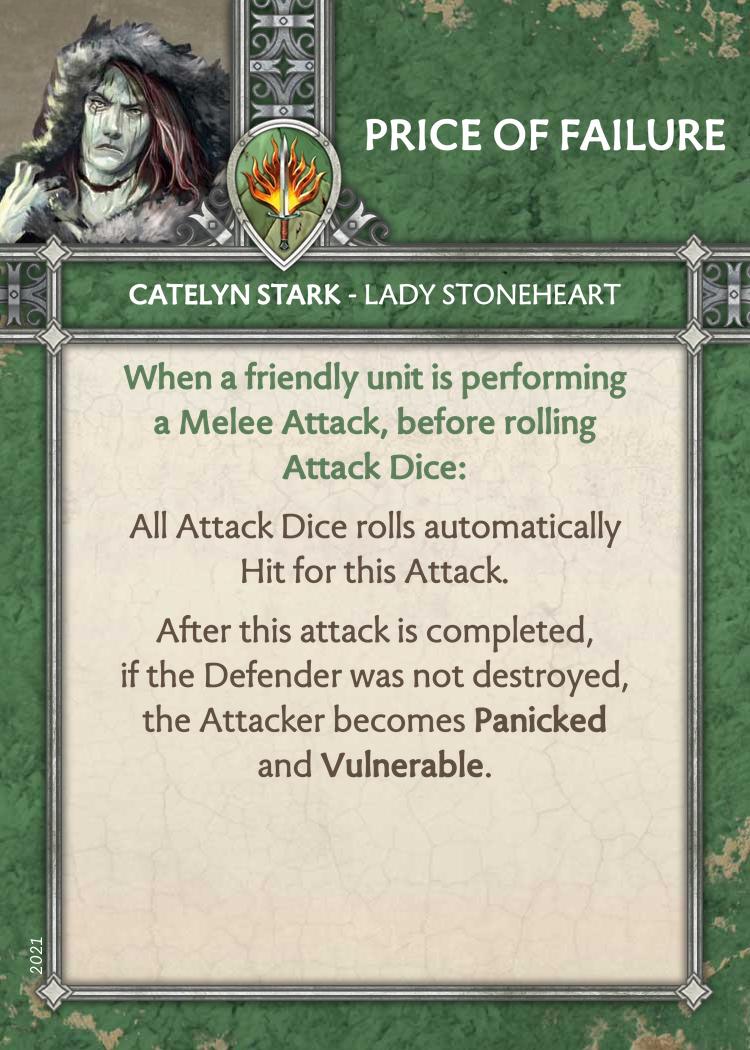 PRICE OF FAILURE
CATELYN STARK - LADY STONEHEART
When a friendly unit is performing
a Melee Attack, before rolling
Attack Dice:
All Attack Dice rolls automatically
Hit for this Attack.
After this attack is completed,
if the Defender was not destroyed,
the Attacker becomes Panicked
and Vulnerable.
2021